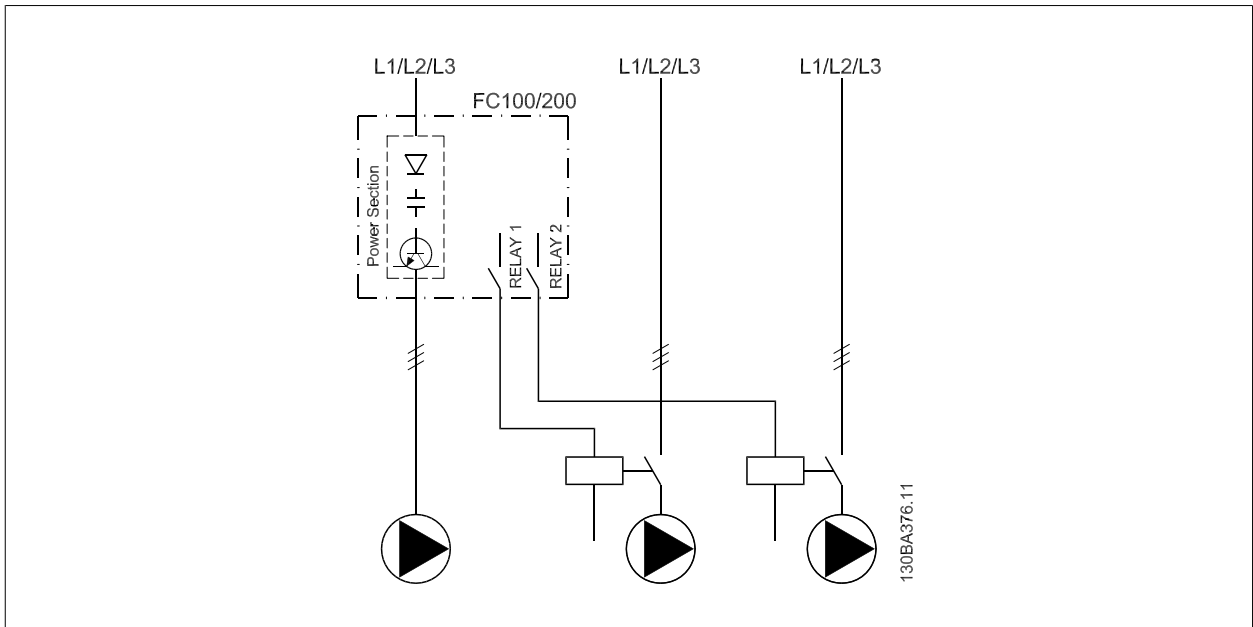 L1/L2/L3
L1/L2/L3
L1/L2/L3
FC100/200
Power Section
RELAY 1
RELAY 2
130BA376.11